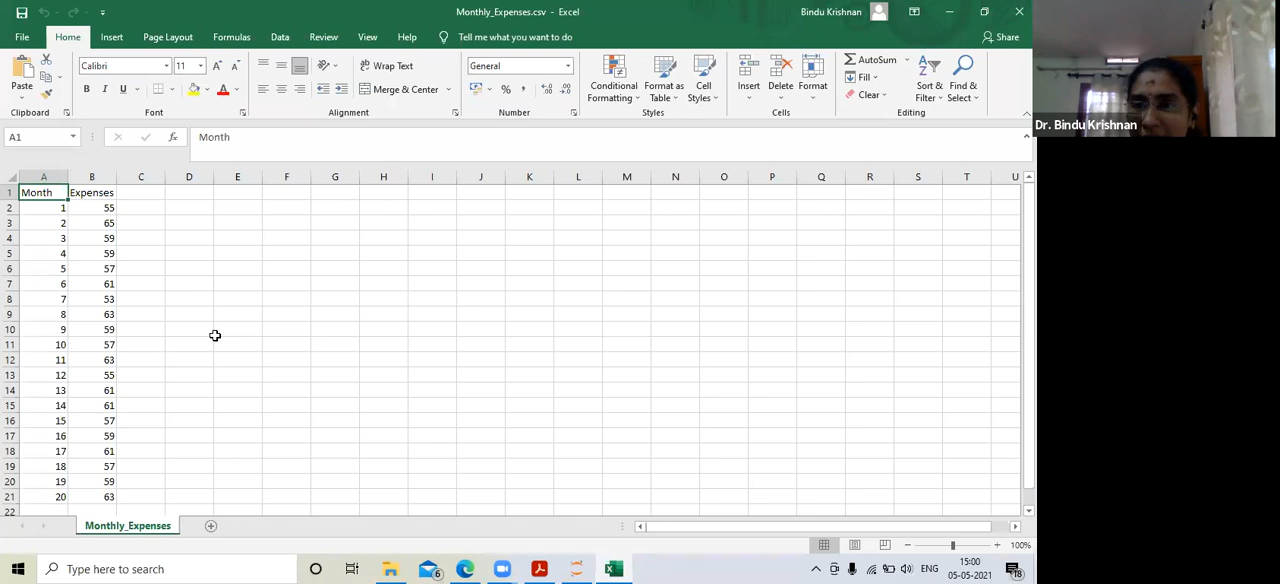 Monthly_Expenses.csv - Excel
Bindu Krishnan
File Home Insert Page Layout Formulas Data Review View Help Tell me what you want to do Share
Paste
Clipboard
Calibri 11
B I U A
Font
Wrap Text
Merge & Center
Alignment
General
% ,
Number
Conditional Formatting
Format as Table
Cell Styles
Styles
Insert Delete Format
Cells
AutoSum
Fill
Clear
Sort & Filter
Find & Select
Editing
Dr. Bindu Krishnan
A1 fx Month
A B C D E F G H I J K L M N O P Q R S T U
1 Month Expenses
2 1 55
3 2 65
4 3 59
5 4 59
6 5 57
7 6 61
8 7 53
9 8 63
10 9 59
11 10 57
12 11 63
13 12 55
14 13 61
15 14 61
16 15 57
17 16 59
18 17 61
19 18 57
20 19 59
21 20 63
22
Monthly_Expenses
100%
Type here to search
6
ENG
15:00
05-05-2021
18